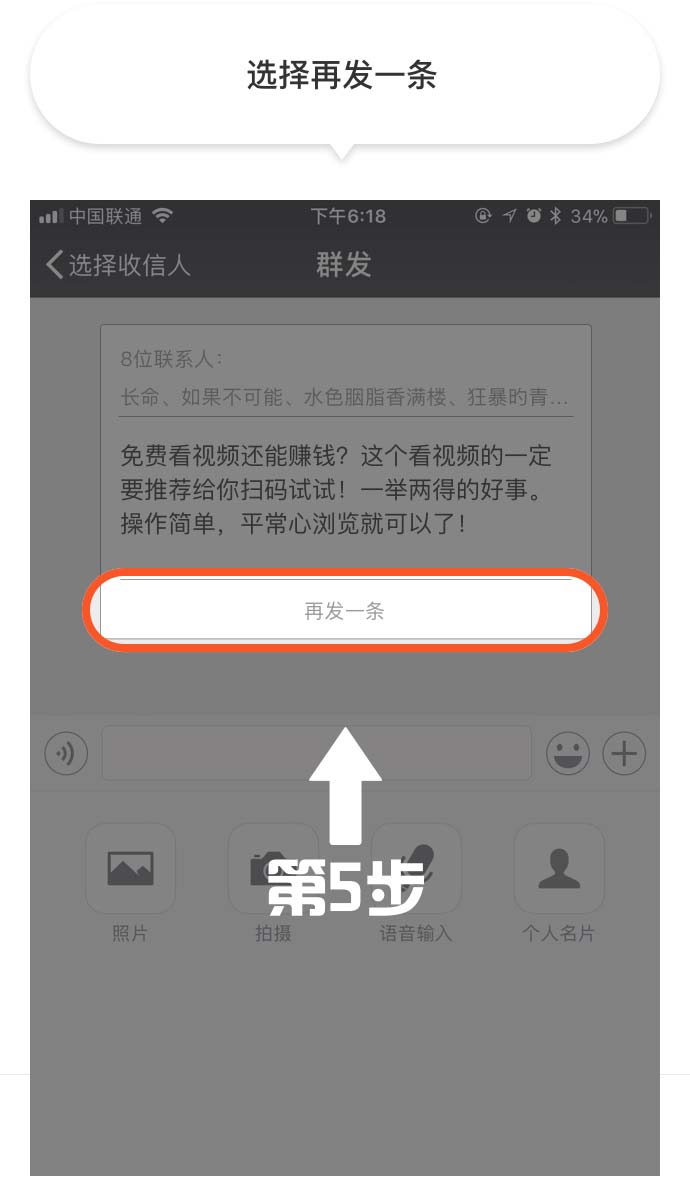 选择再发一条
中国联通 下午6:18 34%
选择收信人 群发
8位联系人：
长命、如果不可能、水色胭脂香满楼、狂暴旳青...
免费看视频还能赚钱？这个看视频的一定
要推荐给你扫码试试！一举两得的好事。
操作简单，平常心浏览就可以了！
再发一条
第5步
照片 拍摄 语音输入 个人名片